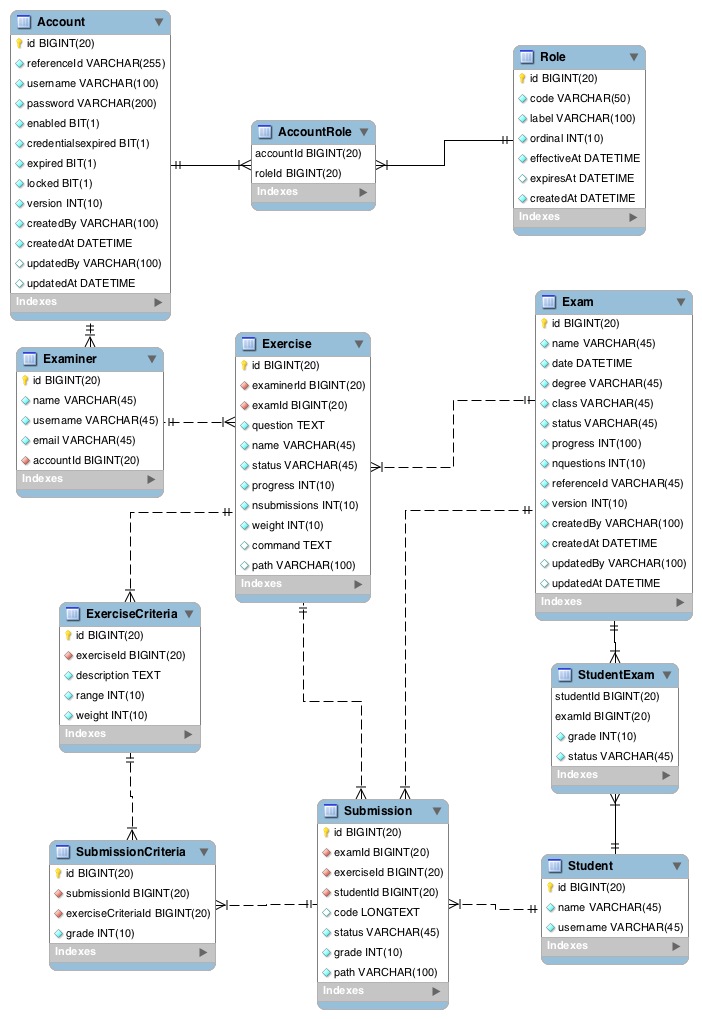 Account
id BIGINT(20)
referenceId VARCHAR(255)
username VARCHAR(100)
password VARCHAR(200)
enabled BIT(1)
credentialsexpired BIT(1)
expired BIT(1)
locked BIT(1)
version INT(10)
createdBy VARCHAR(100)
createdAt DATETIME
updatedBy VARCHAR(100)
updatedAt DATETIME
Indexes
AccountRole
accountId BIGINT(20)
roleId BIGINT(20)
Indexes
Role
id BIGINT(20)
code VARCHAR(50)
label VARCHAR(100)
ordinal INT(10)
effectiveAt DATETIME
expiresAt DATETIME
createdAt DATETIME
Indexes
Examiner
id BIGINT(20)
name VARCHAR(45)
username VARCHAR(45)
email VARCHAR(45)
accountId BIGINT(20)
Indexes
Exercise
id BIGINT(20)
examinerId BIGINT(20)
examId BIGINT(20)
question TEXT
name VARCHAR(45)
status VARCHAR(45)
progress INT(10)
nsubmissions INT(10)
weight INT(10)
command TEXT
path VARCHAR(100)
Indexes
Exam
id BIGINT(20)
name VARCHAR(45)
date DATETIME
degree VARCHAR(45)
class VARCHAR(45)
status VARCHAR(45)
progress INT(100)
nquestions INT(10)
referenceId VARCHAR(45)
version INT(10)
createdBy VARCHAR(100)
createdAt DATETIME
updatedBy VARCHAR(100)
updatedAt DATETIME
Indexes
ExerciseCriteria
id BIGINT(20)
exerciseId BIGINT(20)
description TEXT
range INT(10)
weight INT(10)
Indexes
StudentExam
studentId BIGINT(20)
examId BIGINT(20)
grade INT(10)
status VARCHAR(45)
Indexes
SubmissionCriteria
id BIGINT(20)
submissionId BIGINT(20)
exerciseCriteriaId BIGINT(20)
grade INT(10)
Indexes
Submission
id BIGINT(20)
examId BIGINT(20)
exerciseId BIGINT(20)
studentId BIGINT(20)
code LONGTEXT
status VARCHAR(45)
grade INT(10)
path VARCHAR(100)
Indexes
Student
id BIGINT(20)
name VARCHAR(45)
username VARCHAR(45)
Indexes